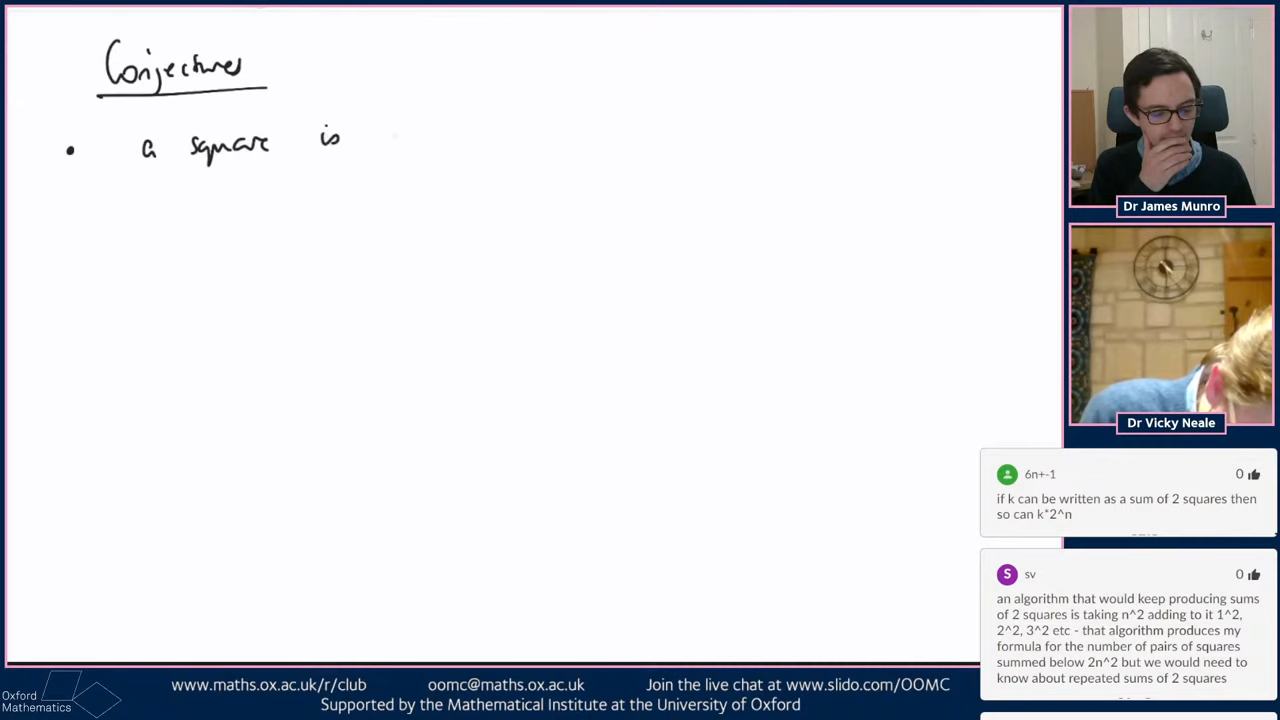 Conjectures
• a square is
Dr James Munro
Dr Vicky Neale
6n+-1
0
if k can be written as a sum of 2 squares then
so can k*2^n
S
sv
0
an algorithm that would keep producing sums
of 2 squares is taking n^2 adding to it 1^2,
2^2, 3^2 etc - that algorithm produces my
formula for the number of pairs of squares
summed below 2n^2 but we would need to
know about repeated sums of 2 squares
Oxford
Mathematics
www.maths.ox.ac.uk/r/club oomc@maths.ox.ac.uk Join the live chat at www.slido.com/OOMC
Supported by the Mathematical Institute at the University of Oxford